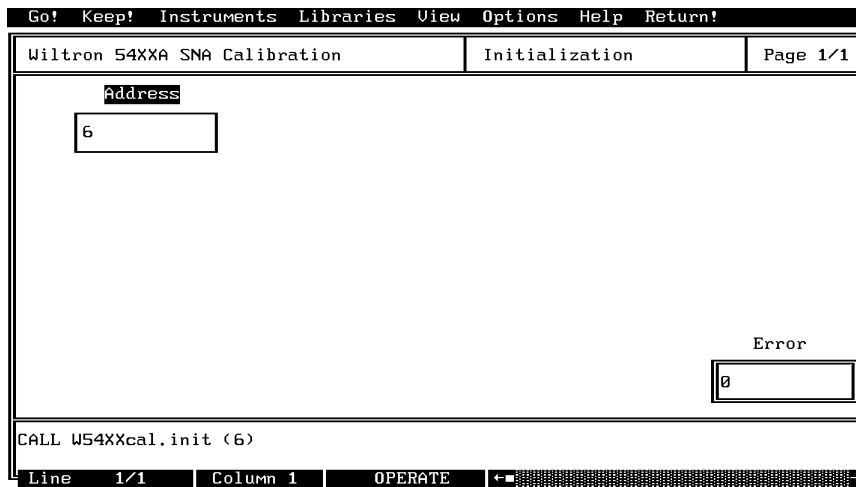 Go! Keep! Instruments Libraries View Options Help Return!
Wiltron 54XXA SNA Calibration Initialization Page 1/1
Address
6
Error
0
CALL W54XXcal.init (6)
Line 1/1 Column 1 OPERATE